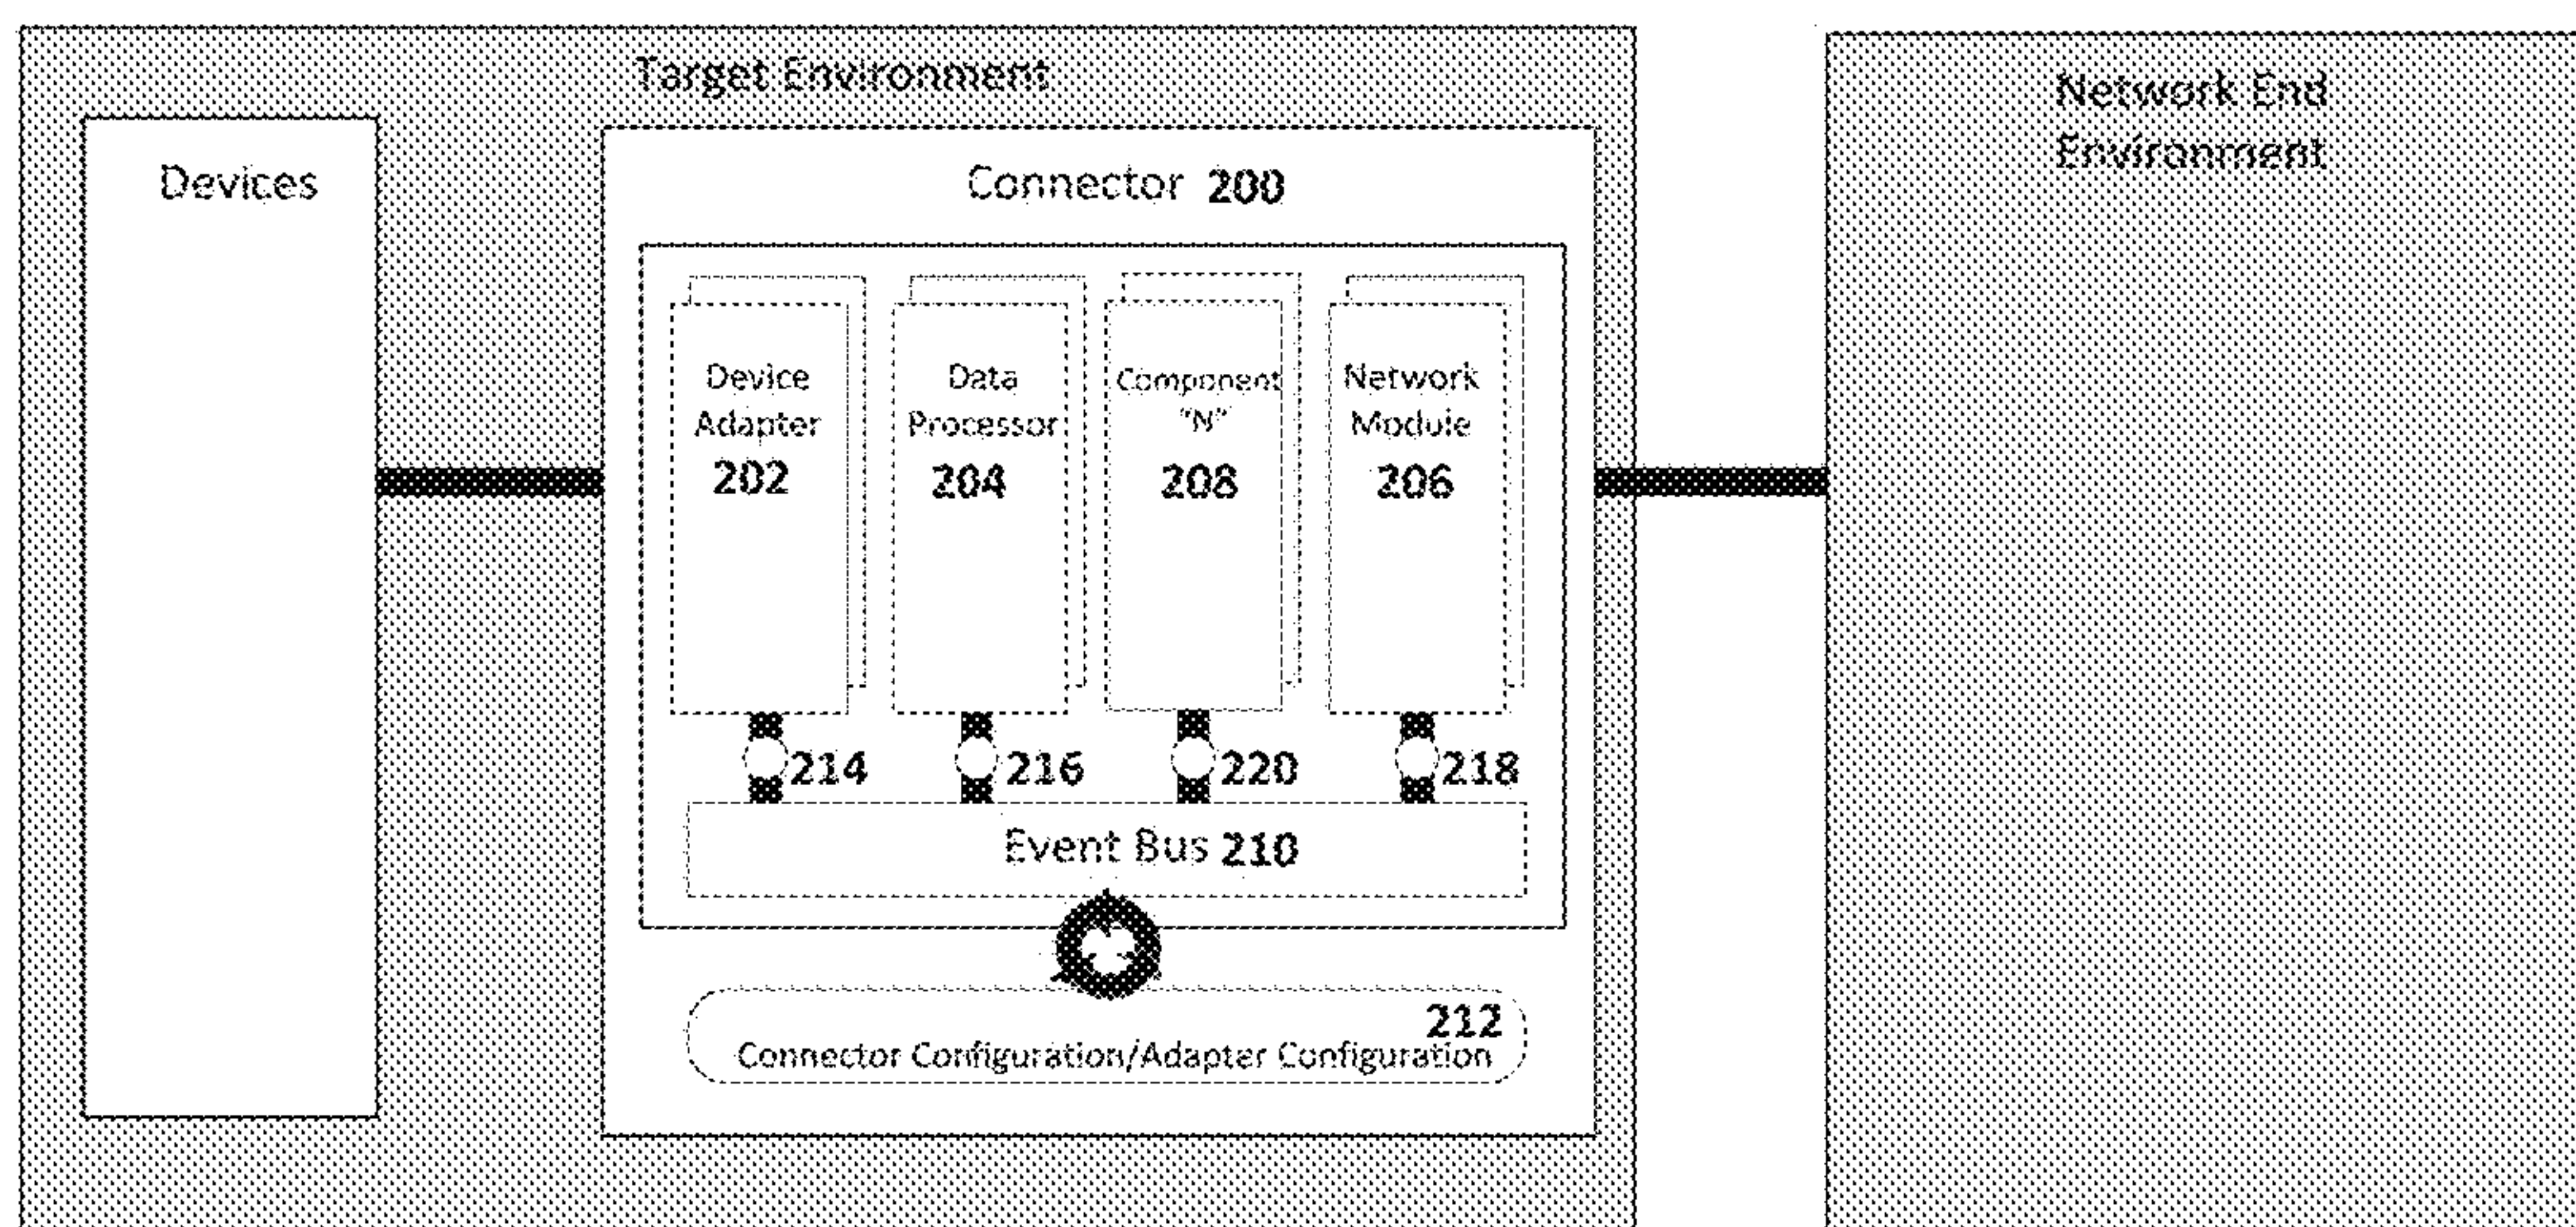 Target Environment
Network End
Environment
Devices
Connector 200
Device
Adapter
202
Data
Processor
204
Component
"N"
208
Network
Module
206
214
216
220
218
Event Bus 210
212
Connector Configuration/Adapter Configuration